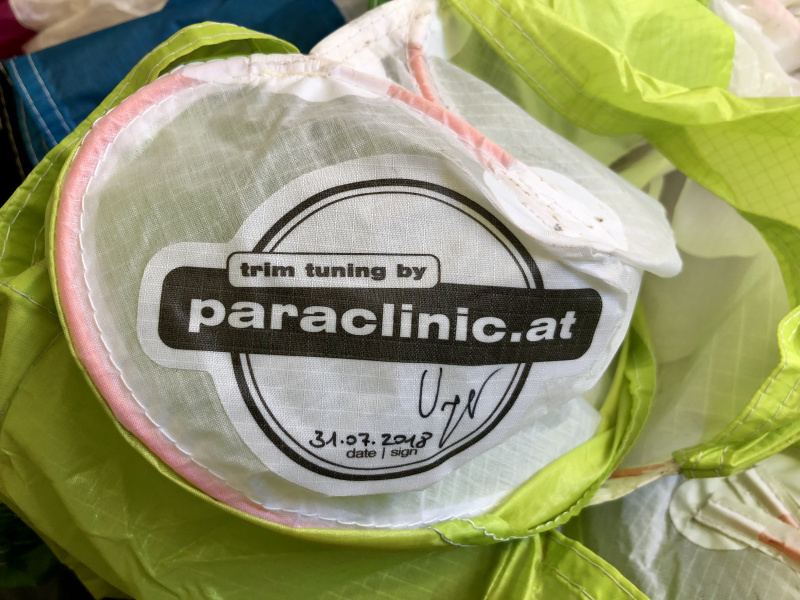 trim tuning by
paraclinic.at
31.07.2018
date | sign